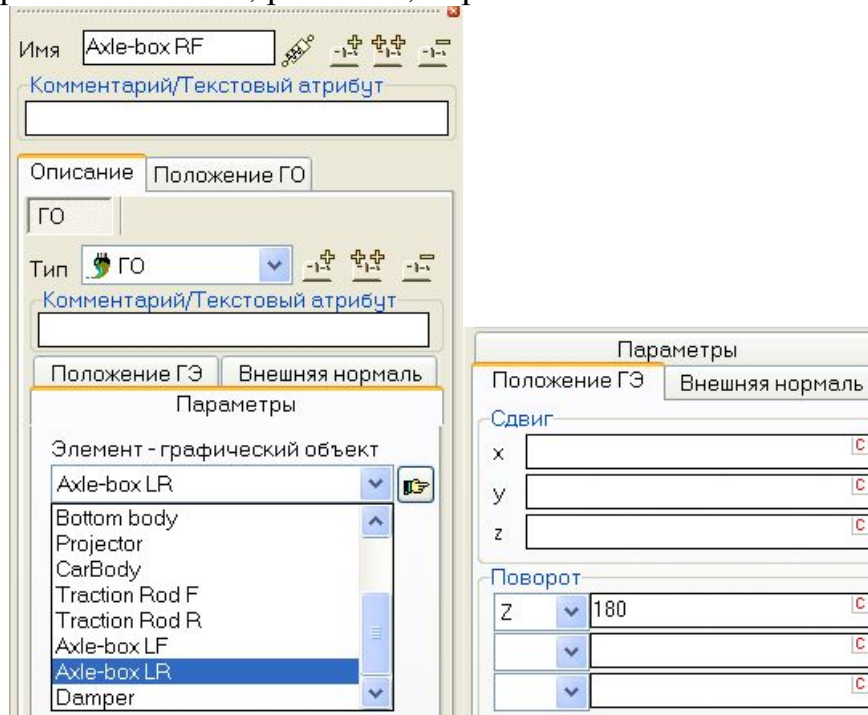 Имя Axle-box RF
Комментарий/Текстовый атрибут
Описание Положение ГО
ГО
Тип ГО
Комментарий/Текстовый атрибут
Положение ГЭ Внешняя нормаль
Параметры
Элемент - графический объект
Axle-box LR
Bottom body
Projector
CarBody
Traction Rod F
Traction Rod R
Axle-box LF
Axle-box LR
Damper
Параметры
Положение ГЭ Внешняя нормаль
Сдвиг
x C
y C
z C
Поворот
Z 180 C
C
C